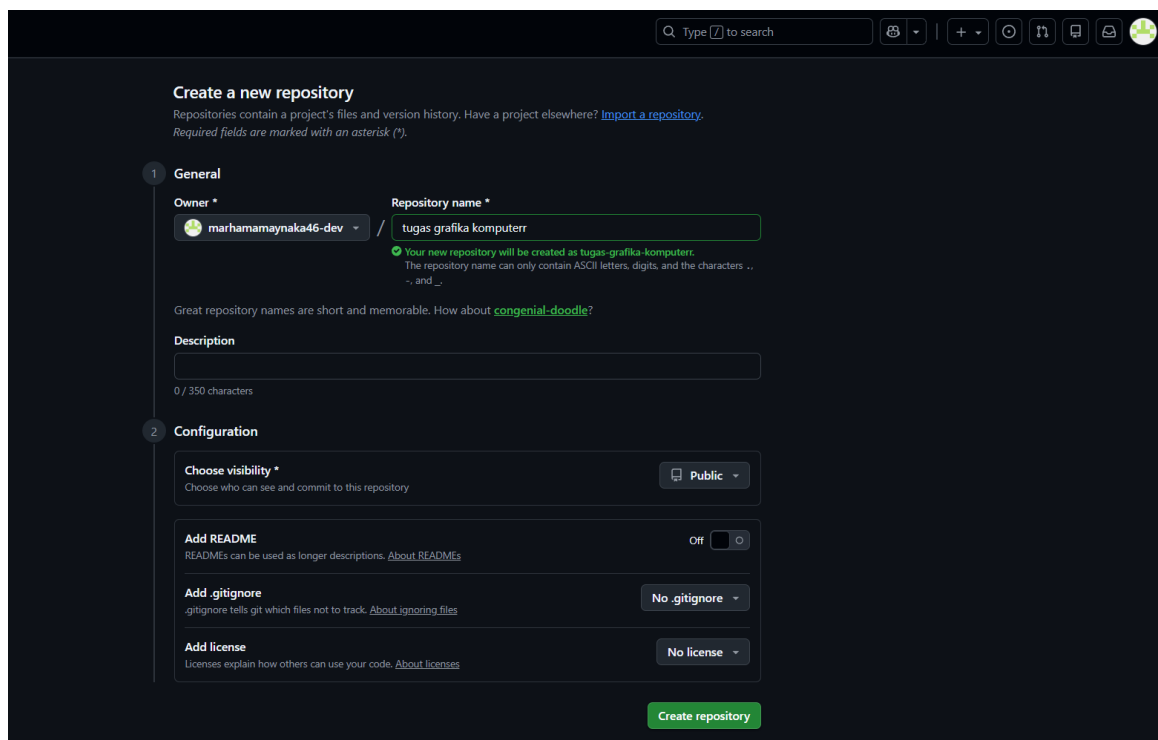 Type / to search
Create a new repository
Repositories contain a project's files and version history. Have a project elsewhere? Import a repository.
Required fields are marked with an asterisk (*).
1 General
Owner * Repository name *
marhamamaynaka46-dev / tugas grafika komputerr
Your new repository will be created as tugas-grafika-komputerr.
The repository name can only contain ASCII letters, digits, and the characters .,
-, and _.
Great repository names are short and memorable. How about congenial-doodle?
Description
0 / 350 characters
2 Configuration
Choose visibility *
Choose who can see and commit to this repository
Public
Add README
READMEs can be used as longer descriptions. About READMEs
Off
Add .gitignore
.gitignore tells git which files not to track. About ignoring files
No .gitignore
Add license
Licenses explain how others can use your code. About licenses
No license
Create repository